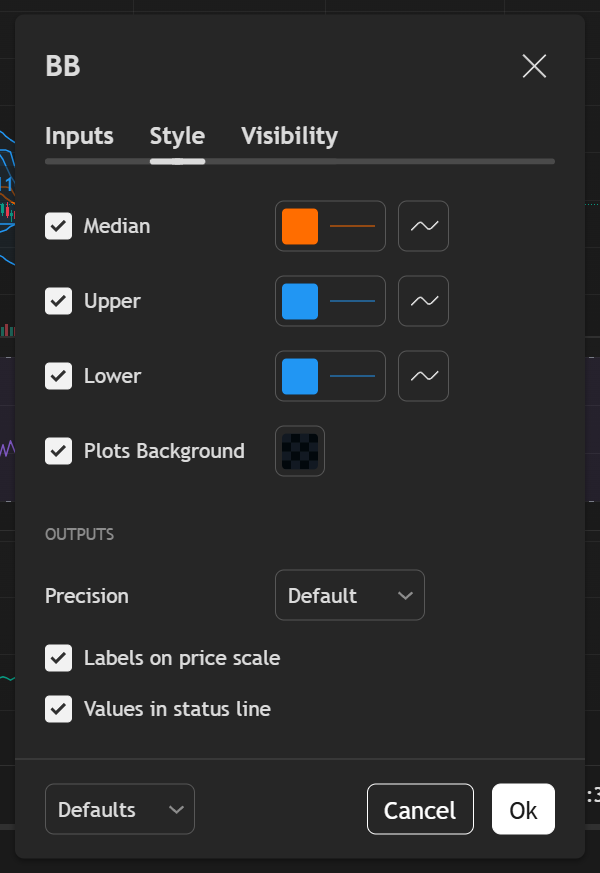 BB
Inputs Style Visibility
Median
Upper
Lower
Plots Background
OUTPUTS
Precision Default
Labels on price scale
Values in status line
Defaults Cancel Ok